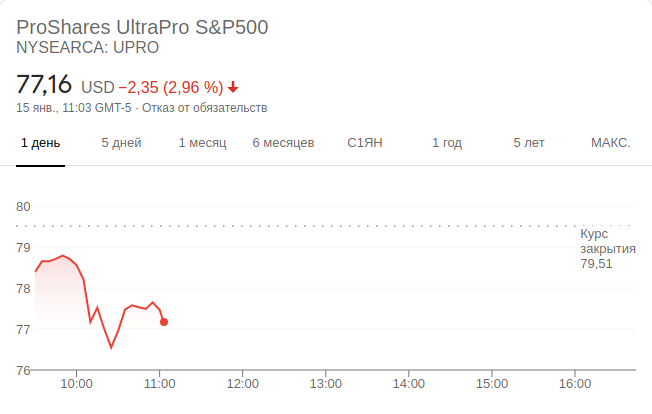 ProShares UltraPro S&P500
NYSEARCA: UPRO
77,16 USD −2,35 (2,96 %)
15 янв., 11:03 GMT-5 · Отказ от обязательств
1 день 5 дней 1 месяц 6 месяцев С1ЯН 1 год 5 лет МАКС.
80
79
78
77
76
Курс
закрытия
79,51
10:00 11:00 12:00 13:00 14:00 15:00 16:00